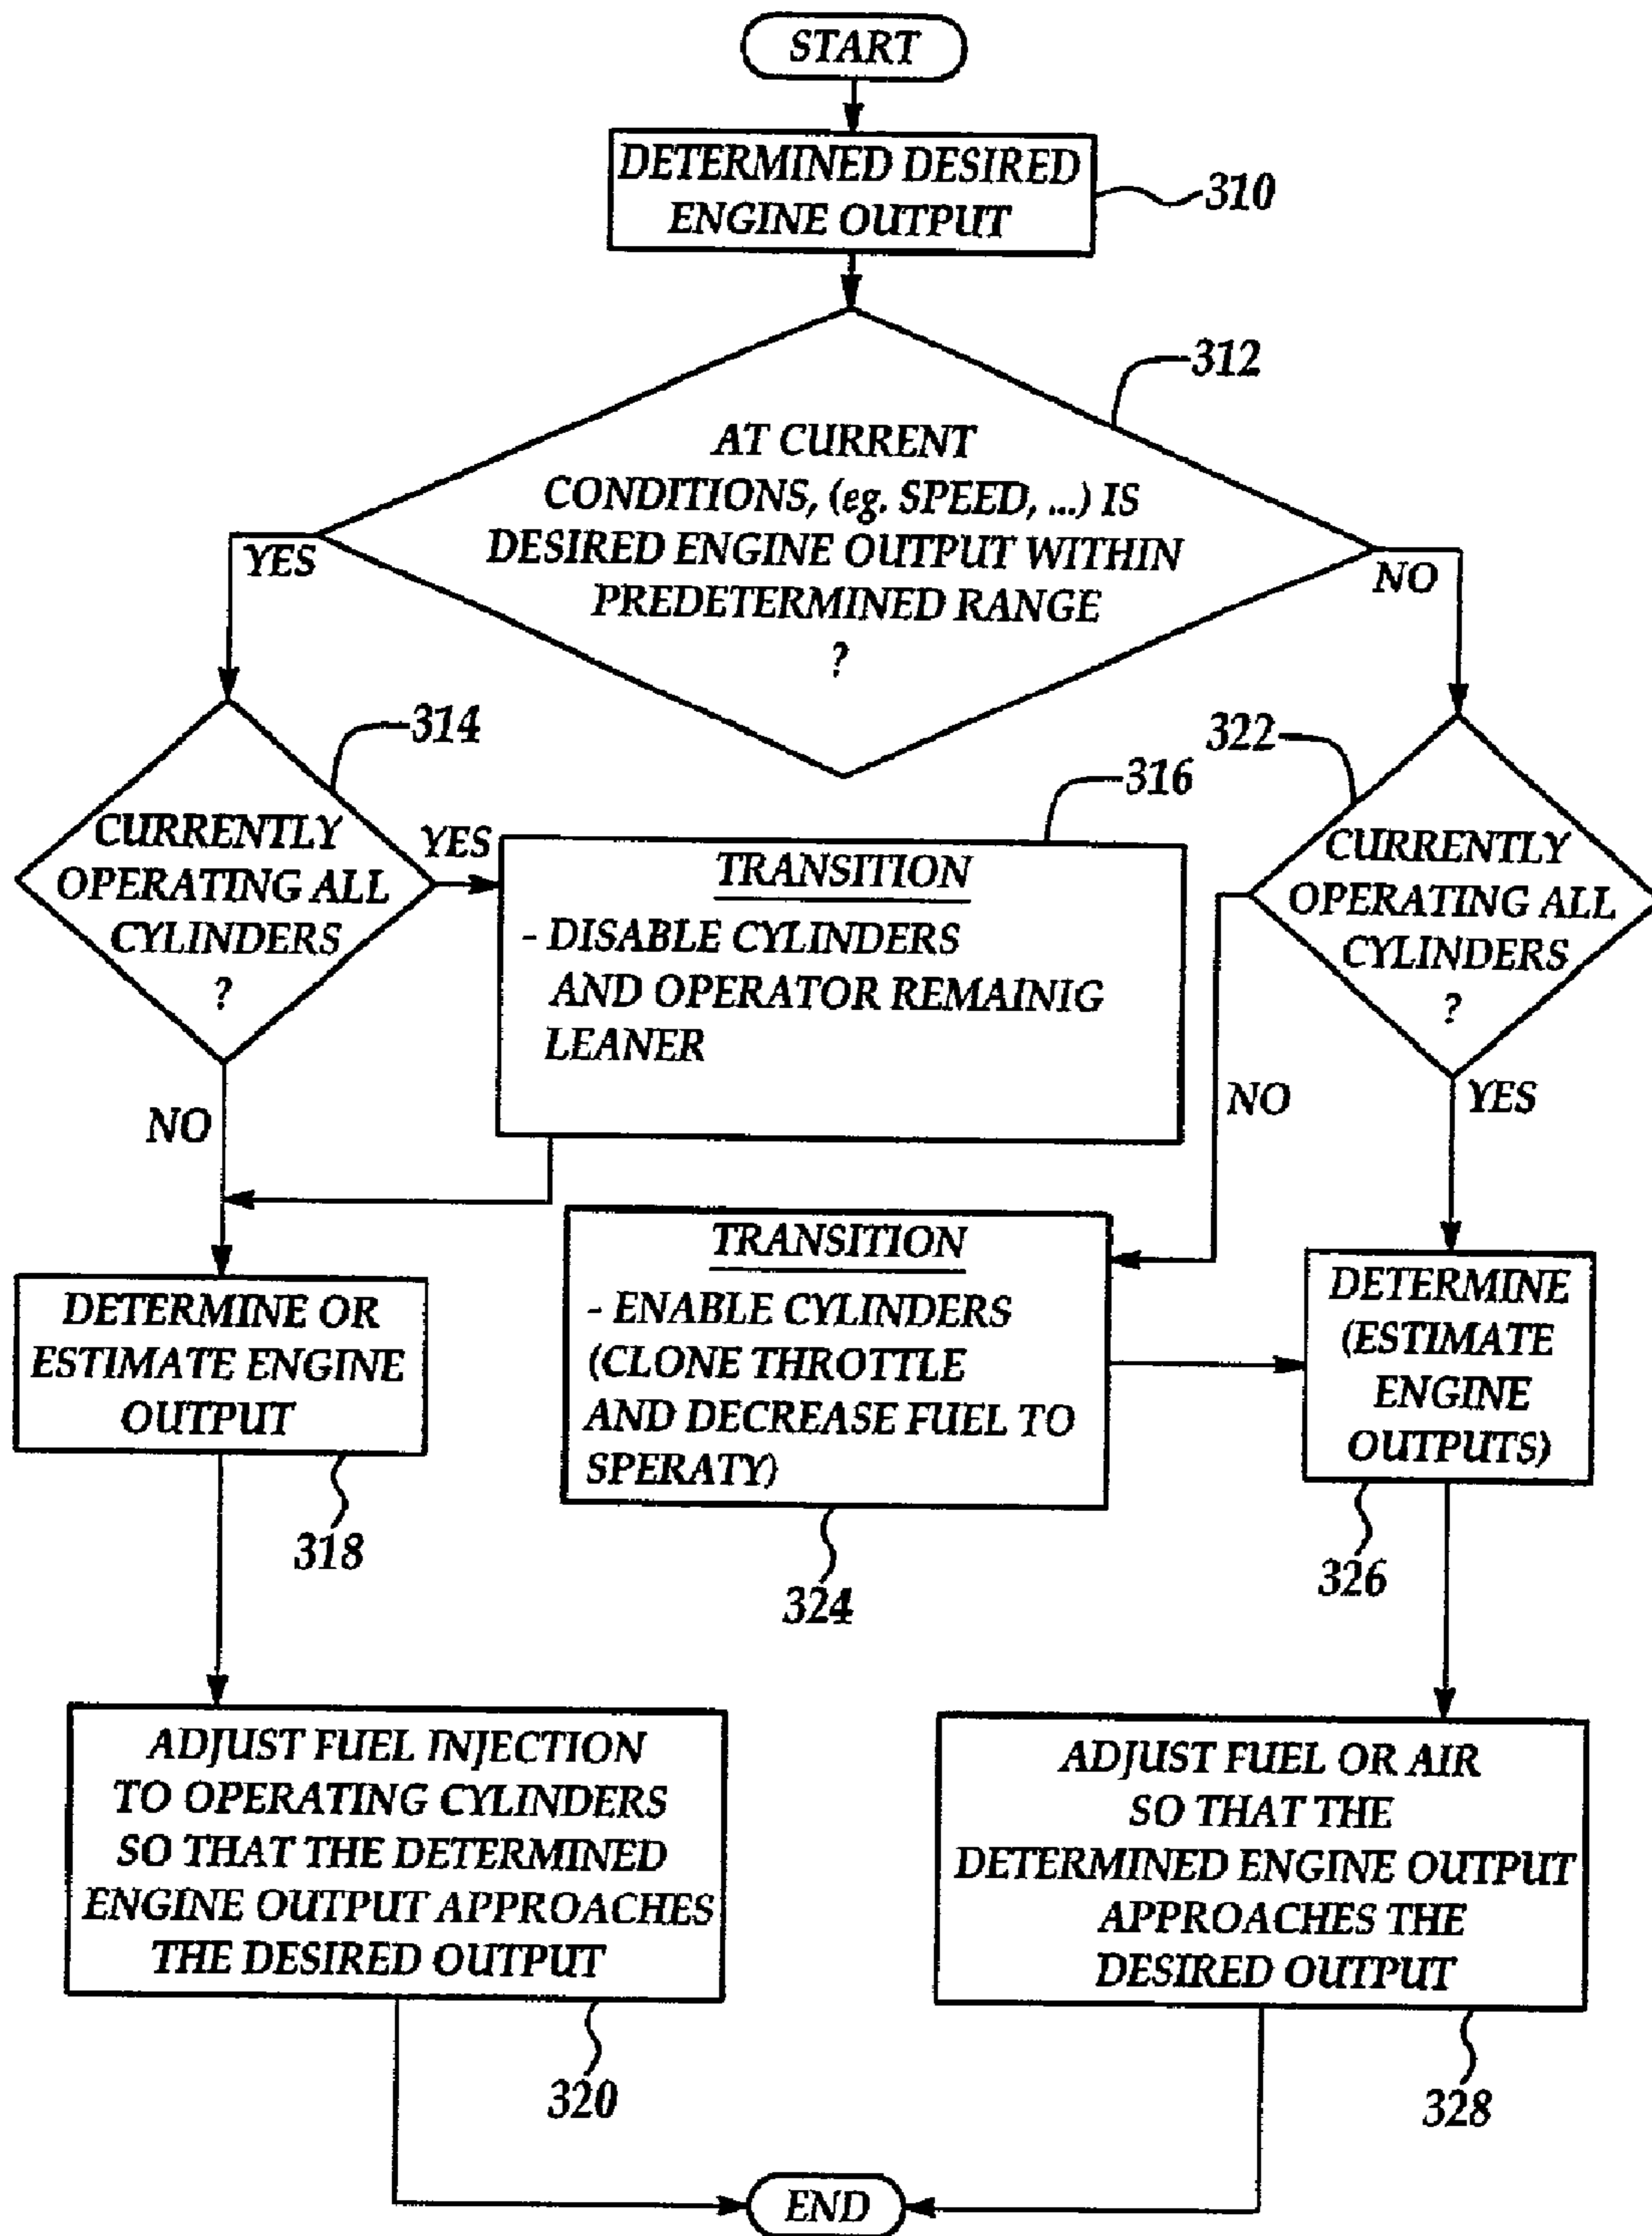 START
DETERMINED DESIRED
ENGINE OUTPUT
310
312
AT CURRENT
CONDITIONS, (eg. SPEED, ...) IS
DESIRED ENGINE OUTPUT WITHIN
PREDETERMINED RANGE
?
YES
NO
314
CURRENTLY
OPERATING ALL
CYLINDERS
?
YES
NO
316
TRANSITION
- DISABLE CYLINDERS
AND OPERATOR REMAINIG
LEANER
322
CURRENTLY
OPERATING ALL
CYLINDERS
?
NO
YES
TRANSITION
- ENABLE CYLINDERS
(CLONE THROTTLE
AND DECREASE FUEL TO
SPERATY)
324
DETERMINE OR
ESTIMATE ENGINE
OUTPUT
318
DETERMINE
(ESTIMATE
ENGINE
OUTPUTS)
326
ADJUST FUEL INJECTION
TO OPERATING CYLINDERS
SO THAT THE DETERMINED
ENGINE OUTPUT APPROACHES
THE DESIRED OUTPUT
320
ADJUST FUEL OR AIR
SO THAT THE
DETERMINED ENGINE OUTPUT
APPROACHES THE
DESIRED OUTPUT
328
END